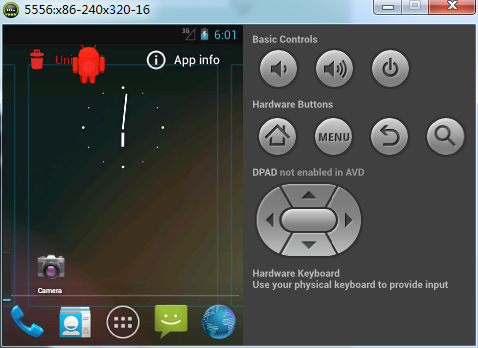 5556:x86-240x320-16
3G 6:01
Uni
App info
Camera
Basic Controls
Hardware Buttons
MENU
DPAD not enabled in AVD
Hardware Keyboard
Use your physical keyboard to provide input